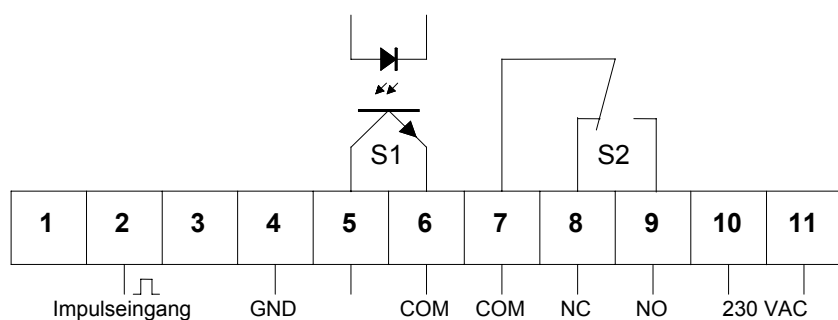 S1
S2
1 2 3 4 5 6 7 8 9 10 11
Impulseingang GND COM COM NC NO 230 VAC